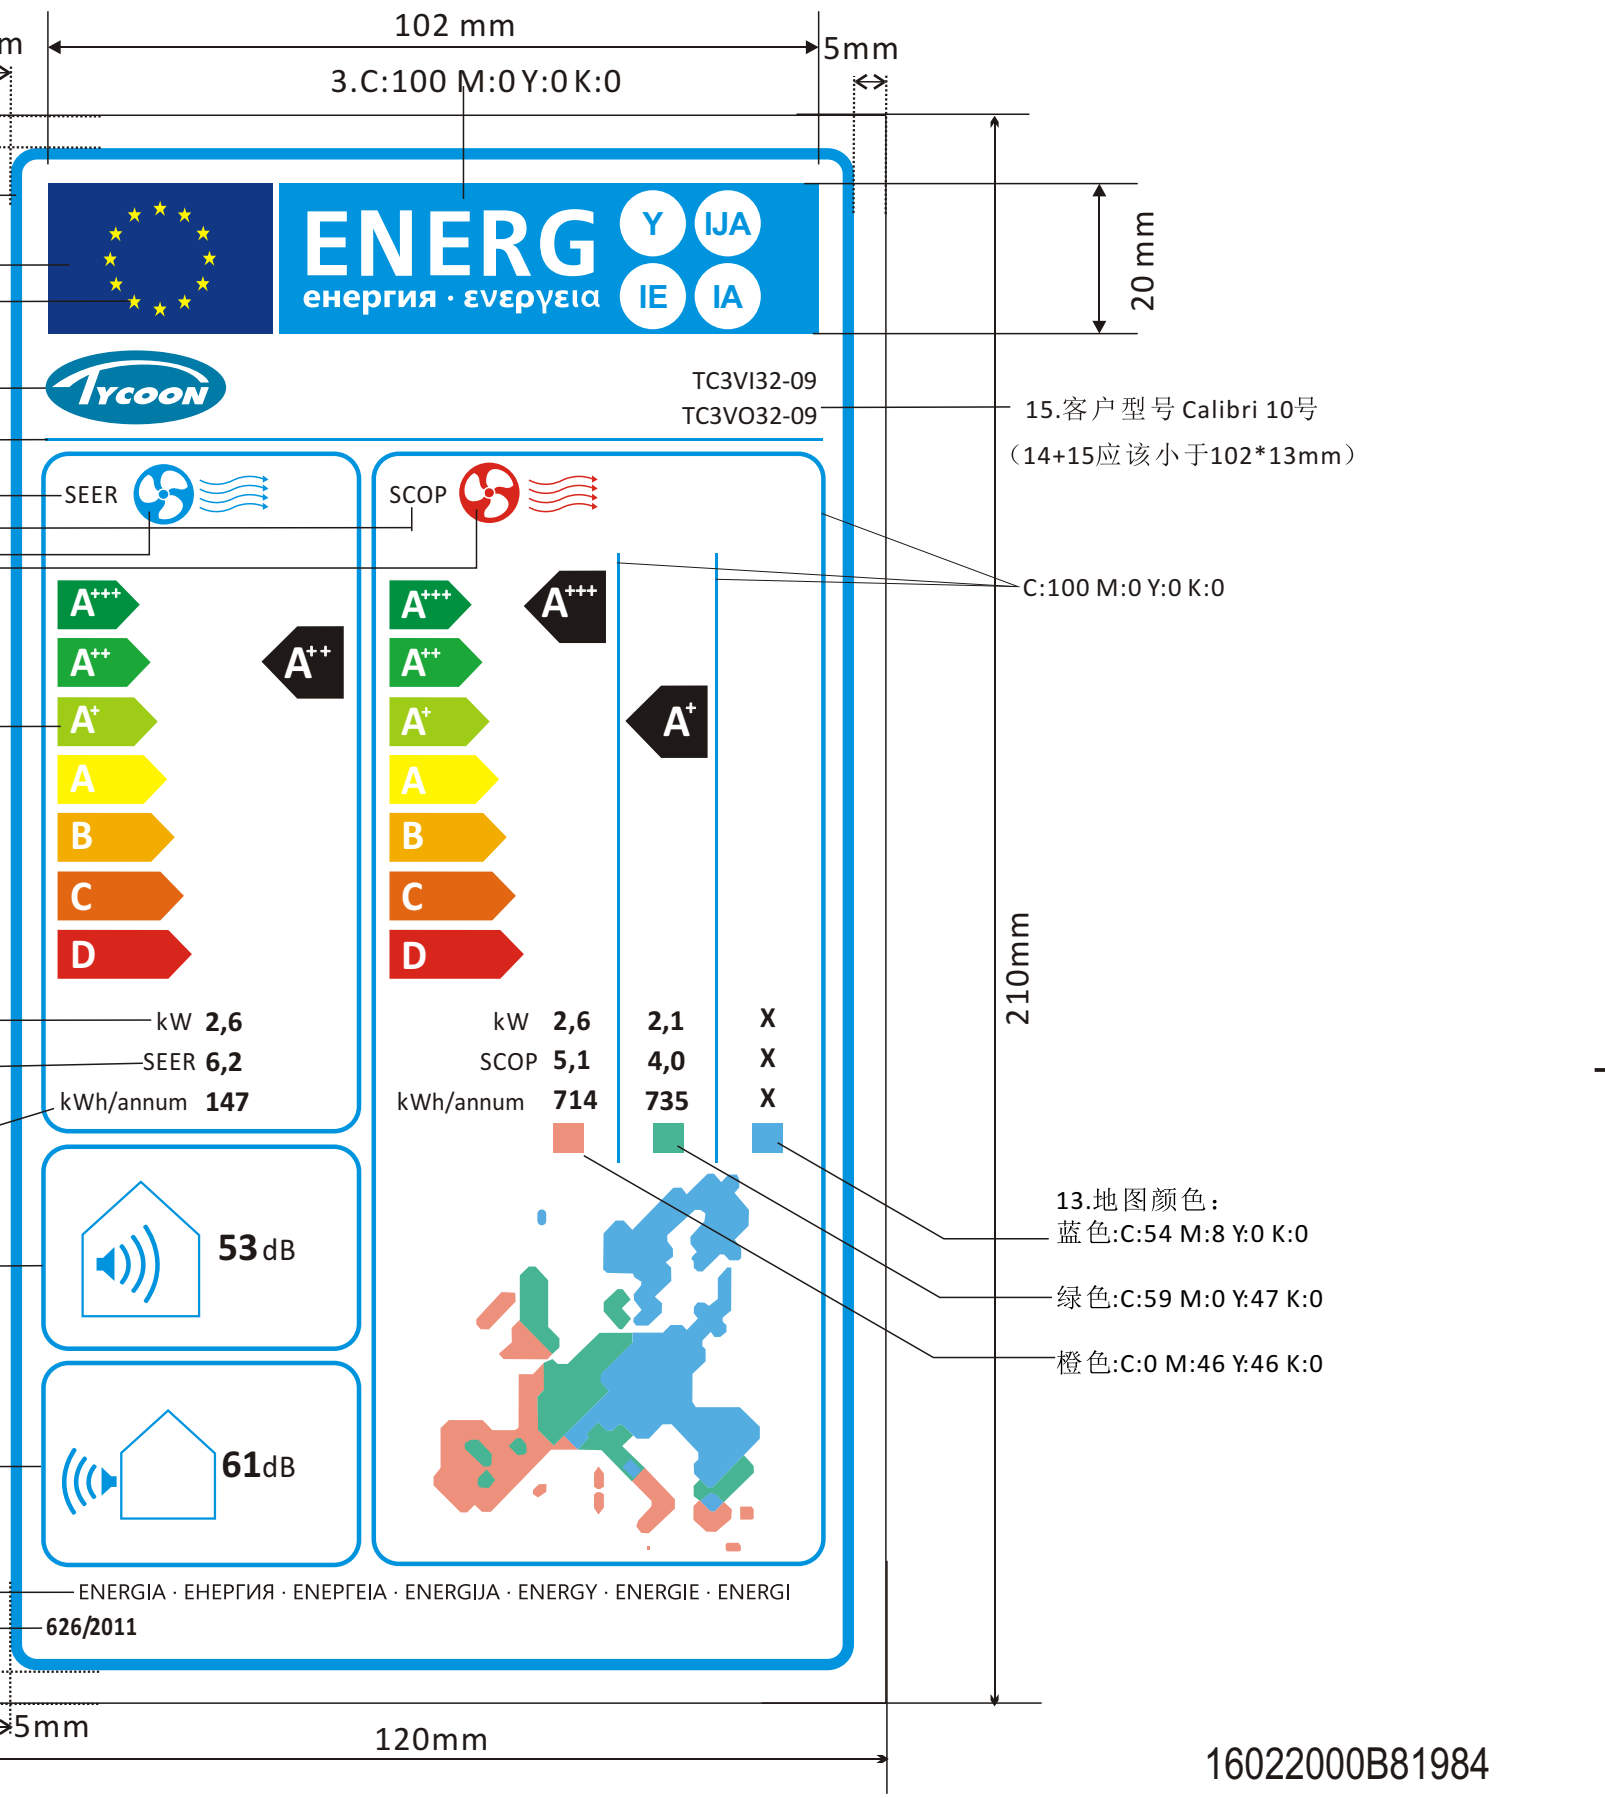 102 mm
m
5mm
3.C:100 M:0 Y:0 K:0
ENERG
енергия · ενεργεια
Y
IJA
IE
IA
20 mm
TYCOON
TC3VI32-09
TC3VO32-09
15.客户型号 Calibri 10号
（14+15应该小于102*13mm）
SEER
SCOP
C:100 M:0 Y:0 K:0
A+++
A++
A+
A
B
C
D
A++
A+++
A++
A+
A
B
C
D
A+++
A+
210mm
kW 2,6
SEER 6,2
kWh/annum 147
kW 2,6 2,1 X
SCOP 5,1 4,0 X
kWh/annum 714 735 X
53 dB
61dB
13.地图颜色：
蓝色:C:54 M:8 Y:0 K:0
绿色:C:59 M:0 Y:47 K:0
橙色:C:0 M:46 Y:46 K:0
ENERGIA · ЕНЕРГИЯ · ΕΝΕΡΓΕΙΑ · ENERGIJA · ENERGY · ENERGIE · ENERGI
626/2011
5mm
120mm
16022000B81984